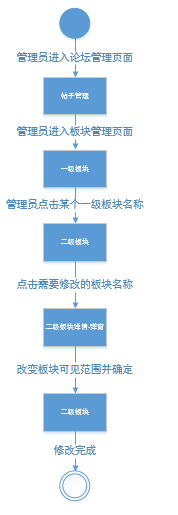 管理员进入论坛管理页面
帖子管理
管理员进入板块管理页面
一级板块
管理员点击某个一级板块名称
二级板块
点击需要修改的板块名称
二级板块详情-弹窗
改变板块可见范围并确定
二级板块
修改完成